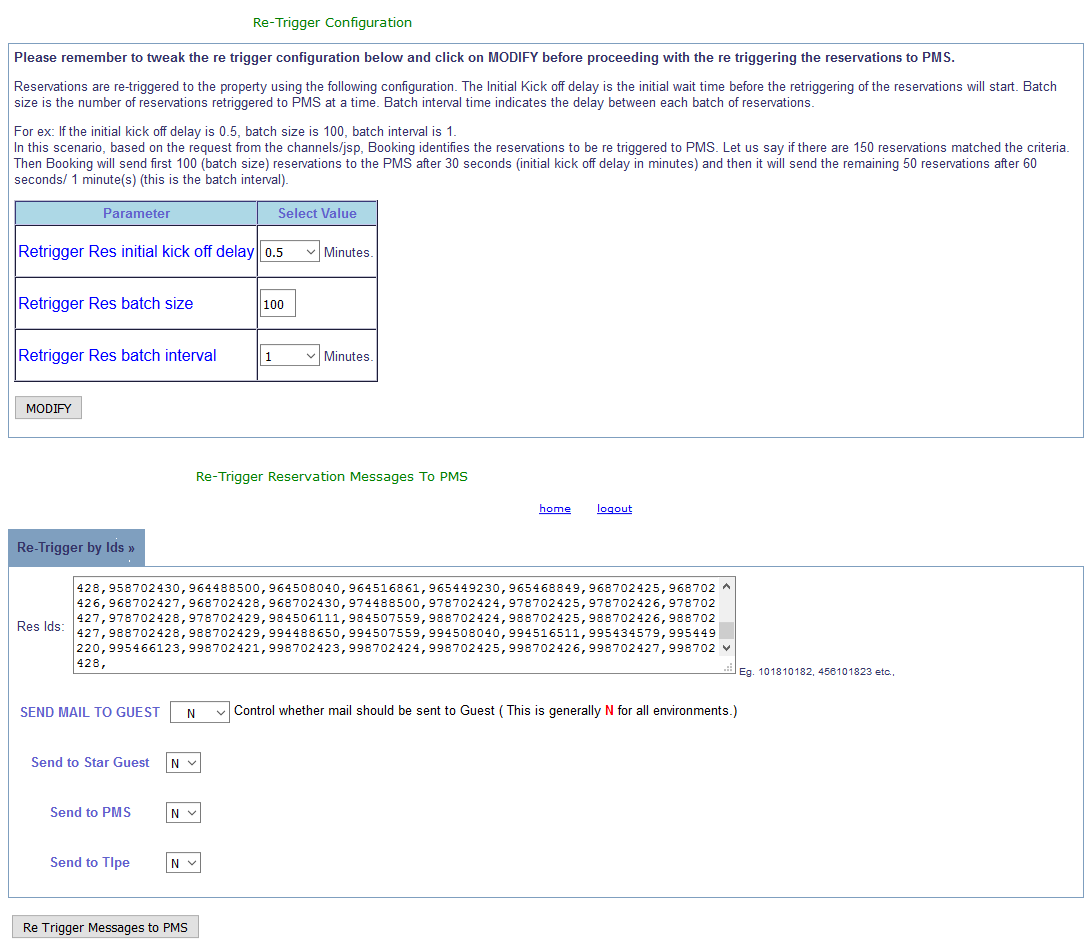 Re-Trigger Configuration
Please remember to tweak the re trigger configuration below and click on MODIFY before proceeding with the re triggering the reservations to PMS.
Reservations are re-triggered to the property using the following configuration. The Initial Kick off delay is the initial wait time before the retriggering of the reservations will start. Batch
size is the number of reservations retriggered to PMS at a time. Batch interval time indicates the delay between each batch of reservations.
For ex: If the initial kick off delay is 0.5, batch size is 100, batch interval is 1.
In this scenario, based on the request from the channels/jsp, Booking identifies the reservations to be re triggered to PMS. Let us say if there are 150 reservations matched the criteria.
Then Booking will send first 100 (batch size) reservations to the PMS after 30 seconds (initial kick off delay in minutes) and then it will send the remaining 50 reservations after 60
seconds/ 1 minute(s) (this is the batch interval).
Parameter Select Value
Retrigger Res initial kick off delay 0.5 Minutes.
Retrigger Res batch size 100
Retrigger Res batch interval 1 Minutes.
MODIFY
Re-Trigger Reservation Messages To PMS
home logout
Re-Trigger by Ids »
Res Ids:
428,958702430,964488500,964508040,964516861,965449230,965468849,968702425,968702
426,968702427,968702428,968702430,974488500,978702424,978702425,978702426,978702
427,978702428,978702429,984506111,984507559,988702424,988702425,988702426,988702
427,988702428,988702429,994488650,994507559,994508040,994516511,995434579,995449
220,995466123,998702421,998702423,998702424,998702425,998702426,998702427,998702
428,
Eg. 101810182, 456101823 etc.,
SEND MAIL TO GUEST N Control whether mail should be sent to Guest ( This is generally N for all environments.)
Send to Star Guest N
Send to PMS N
Send to TIpe N
Re Trigger Messages to PMS